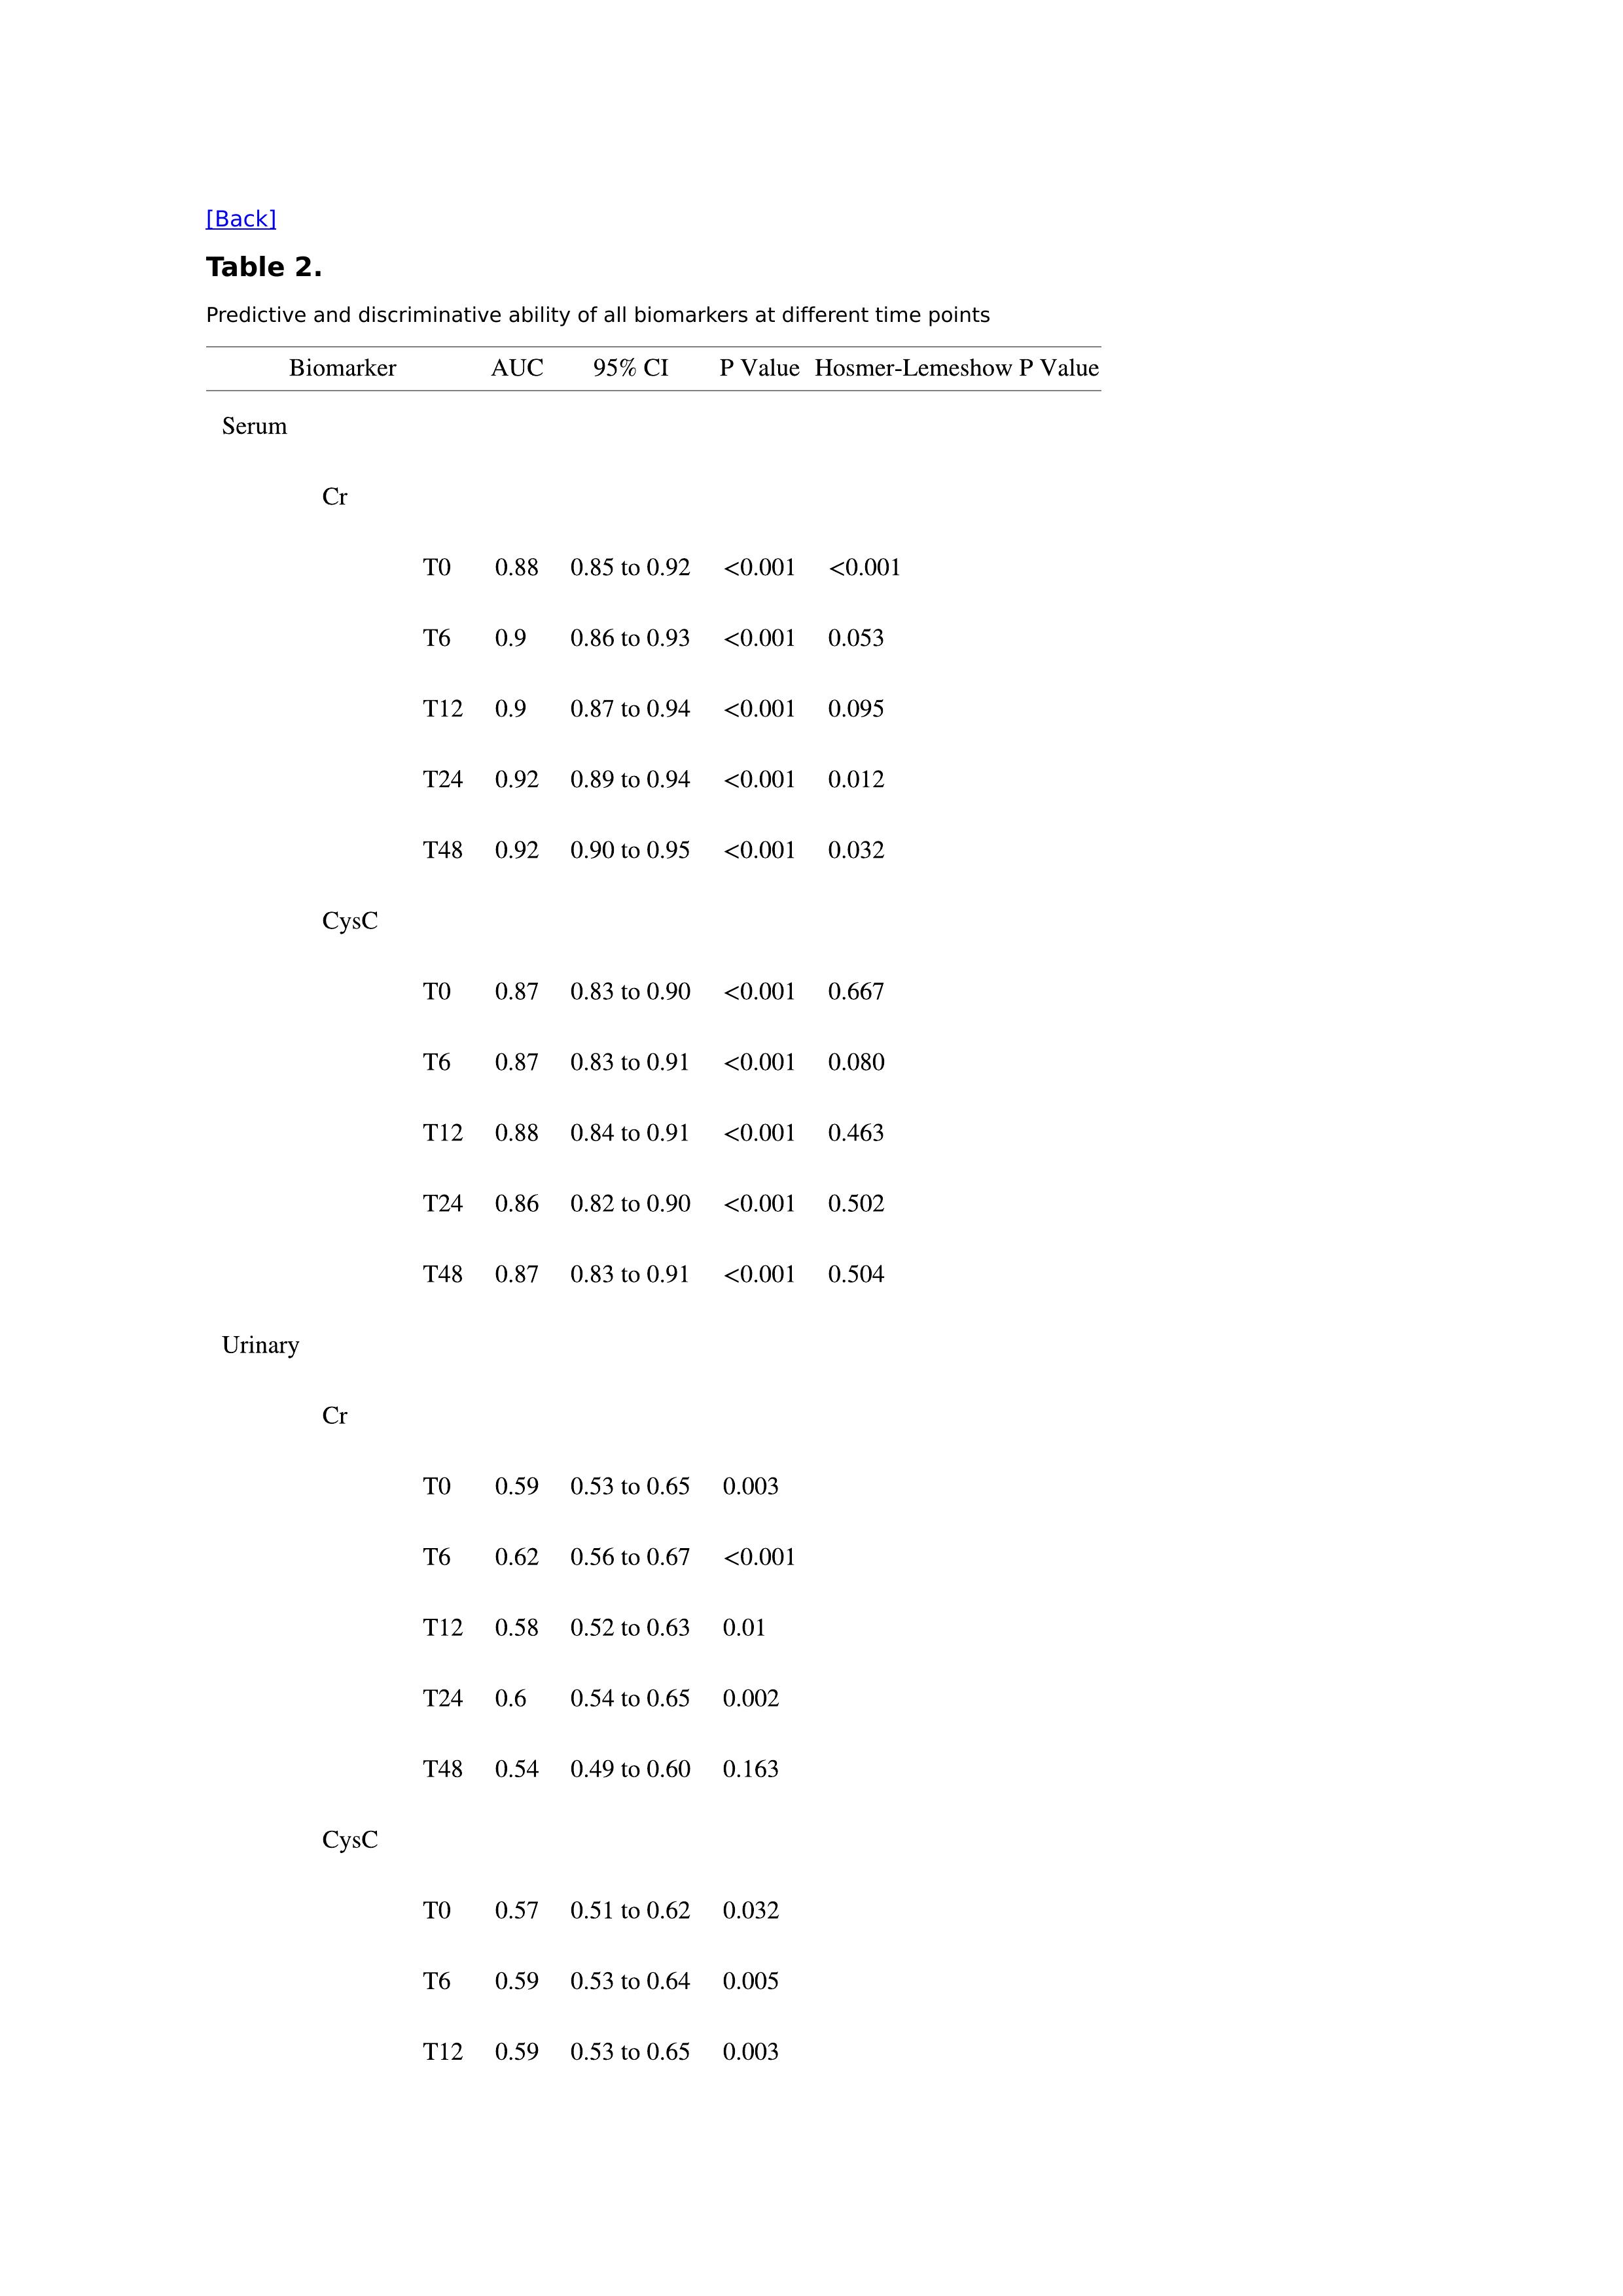 [Back]
Table 2.
Predictive and discriminative ability of all biomarkers at different time points
Biomarker AUC 95% CI P Value Hosmer-Lemeshow P Value
Serum
Cr
T0 0.88 0.85 to 0.92 <0.001 <0.001
T6 0.9 0.86 to 0.93 <0.001 0.053
T12 0.9 0.87 to 0.94 <0.001 0.095
T24 0.92 0.89 to 0.94 <0.001 0.012
T48 0.92 0.90 to 0.95 <0.001 0.032
CysC
T0 0.87 0.83 to 0.90 <0.001 0.667
T6 0.87 0.83 to 0.91 <0.001 0.080
T12 0.88 0.84 to 0.91 <0.001 0.463
T24 0.86 0.82 to 0.90 <0.001 0.502
T48 0.87 0.83 to 0.91 <0.001 0.504
Urinary
Cr
T0 0.59 0.53 to 0.65 0.003
T6 0.62 0.56 to 0.67 <0.001
T12 0.58 0.52 to 0.63 0.01
T24 0.6 0.54 to 0.65 0.002
T48 0.54 0.49 to 0.60 0.163
CysC
T0 0.57 0.51 to 0.62 0.032
T6 0.59 0.53 to 0.64 0.005
T12 0.59 0.53 to 0.65 0.003